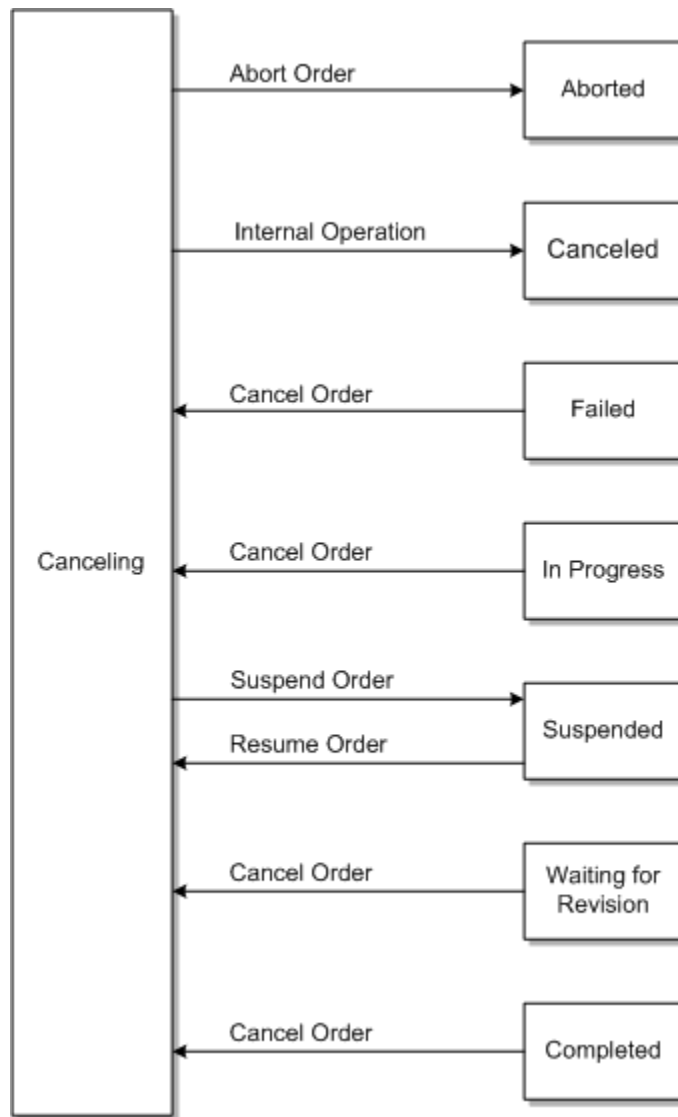 Abort Order
Aborted
Internal Operation
Canceled
Cancel Order
Failed
Canceling
Cancel Order
In Progress
Suspend Order
Suspended
Resume Order
Cancel Order
Waiting for
Revision
Cancel Order
Completed